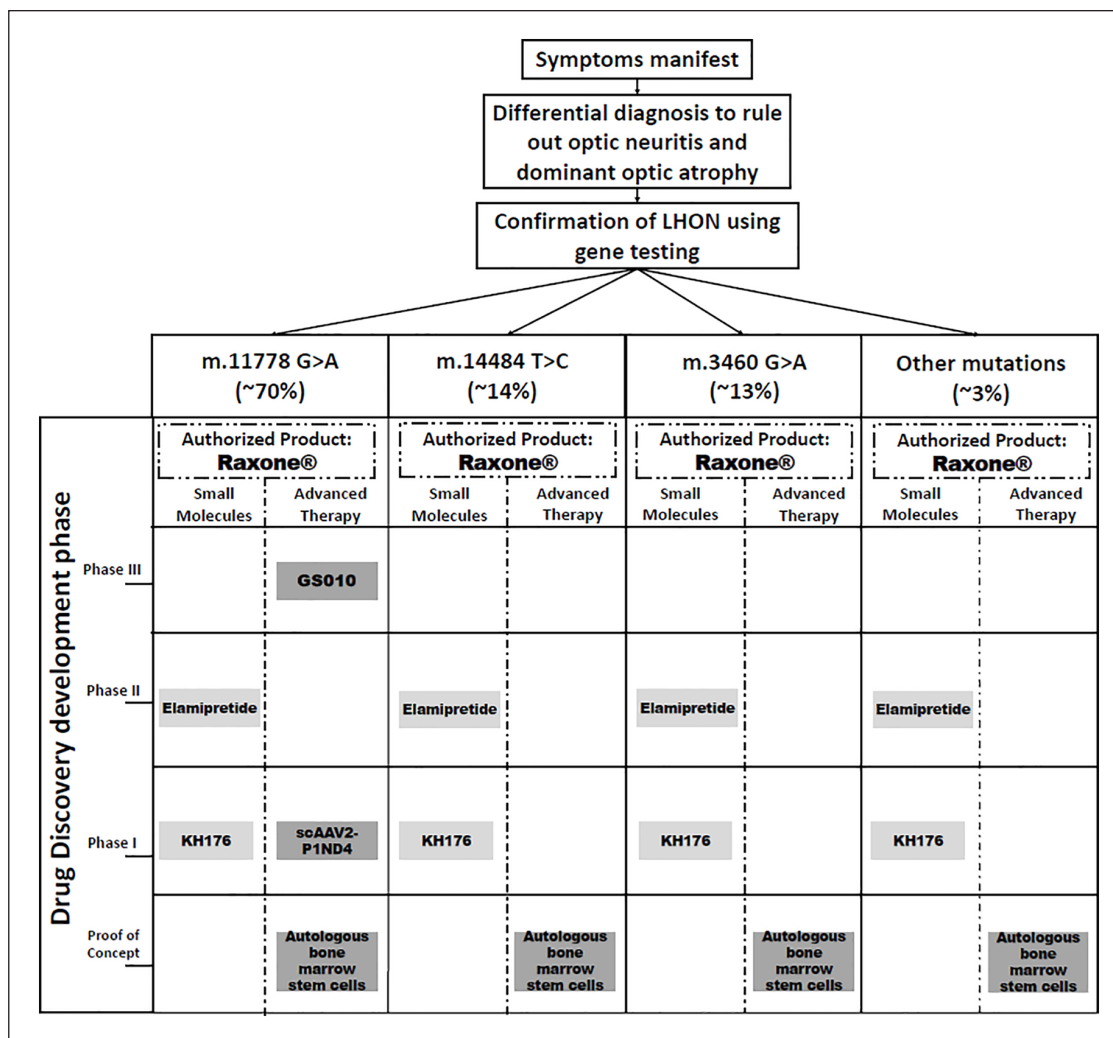 Symptoms manifest
Differential diagnosis to rule
out optic neuritis and
dominant optic atrophy
Confirmation of LHON using
gene testing
m.11778 G>A
(~70%)
m.14484 T>C
(~14%)
m.3460 G>A
(~13%)
Other mutations
(~3%)
Drug Discovery development phase
Authorized Product:
Raxone®
Authorized Product:
Raxone®
Authorized Product:
Raxone®
Authorized Product:
Raxone®
Small
Molecules
Advanced
Therapy
Small
Molecules
Advanced
Therapy
Small
Molecules
Advanced
Therapy
Small
Molecules
Advanced
Therapy
Phase III
GS010
Phase II
Elamipretide
Elamipretide
Elamipretide
Elamipretide
Phase I
KH176
scAAV2-
P1ND4
KH176
KH176
KH176
Proof of
Concept
Autologous
bone
marrow
stem cells
Autologous
bone
marrow
stem cells
Autologous
bone
marrow
stem cells
Autologous
bone
marrow
stem cells